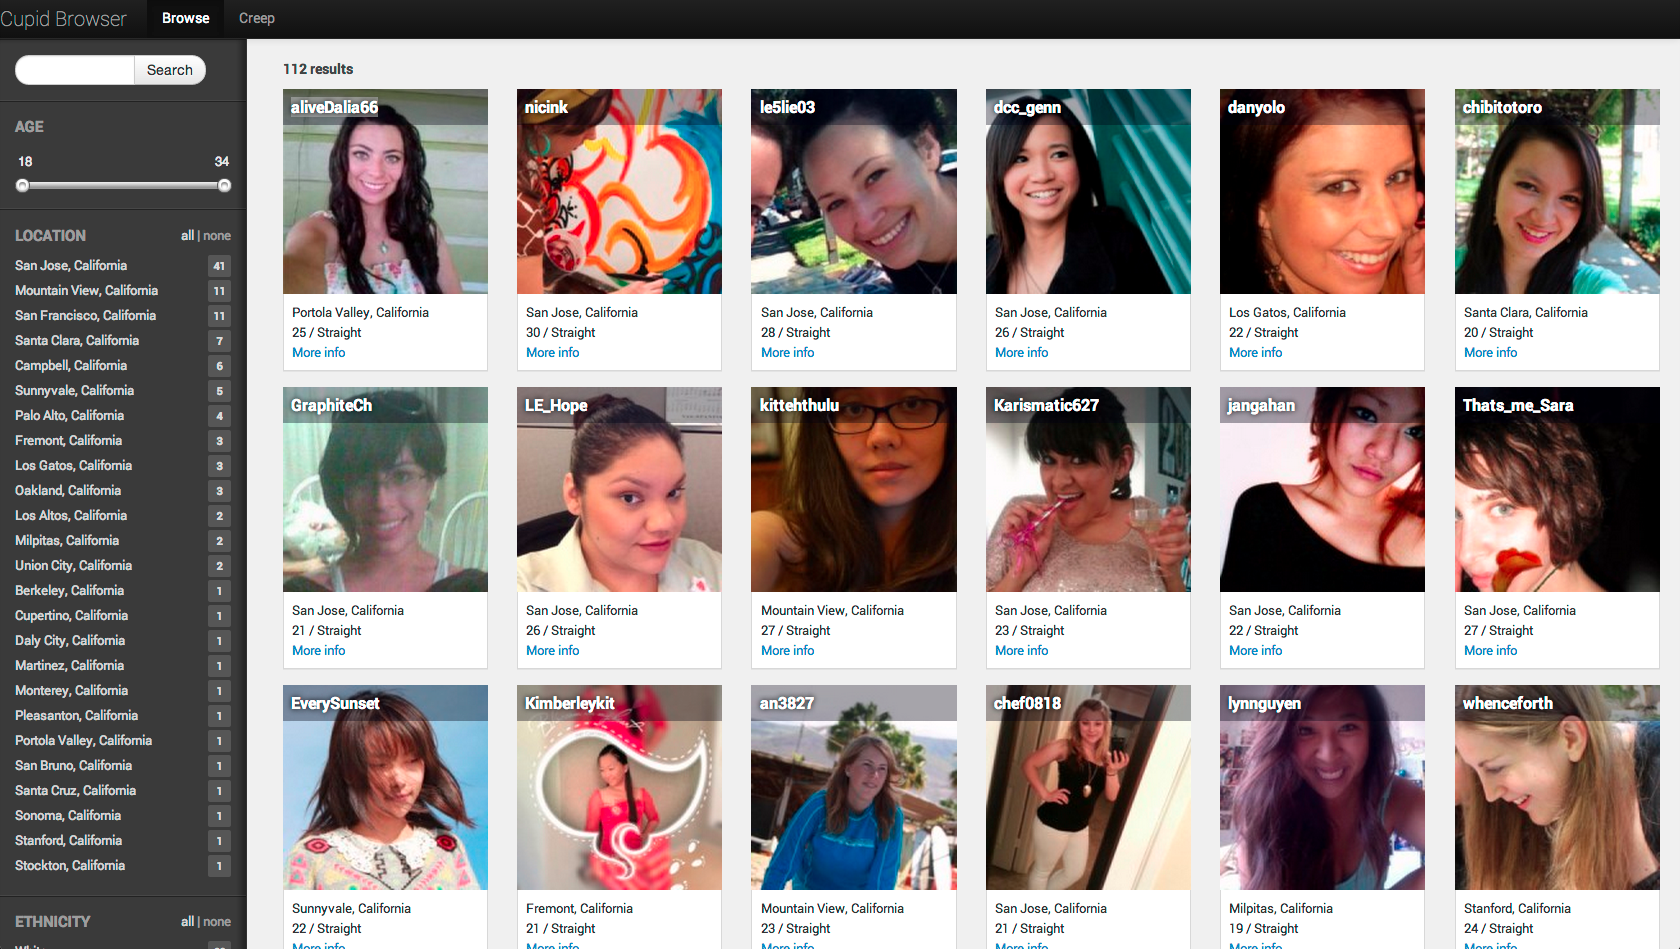 Cupid Browser Browse Creep
Search
AGE
18 34
LOCATION all | none
San Jose, California 41
Mountain View, California 11
San Francisco, California 11
Santa Clara, California 7
Campbell, California 6
Sunnyvale, California 5
Palo Alto, California 4
Fremont, California 3
Los Gatos, California 3
Oakland, California 3
Los Altos, California 2
Milpitas, California 2
Union City, California 2
Berkeley, California 1
Cupertino, California 1
Daly City, California 1
Martinez, California 1
Monterey, California 1
Pleasanton, California 1
Portola Valley, California 1
San Bruno, California 1
Santa Cruz, California 1
Sonoma, California 1
Stanford, California 1
Stockton, California 1
ETHNICITY all | none
112 results
aliveDalia66
Portola Valley, California
25 / Straight
More info
nicink
San Jose, California
30 / Straight
More info
le5lie03
San Jose, California
28 / Straight
More info
dcc_genn
San Jose, California
26 / Straight
More info
danyolo
Los Gatos, California
22 / Straight
More info
chibitotoro
Santa Clara, California
20 / Straight
More info
GraphiteCh
San Jose, California
21 / Straight
More info
LE_Hope
San Jose, California
26 / Straight
More info
kittehthulu
Mountain View, California
27 / Straight
More info
Karismatic627
San Jose, California
23 / Straight
More info
jangahan
San Jose, California
22 / Straight
More info
Thats_me_Sara
San Jose, California
27 / Straight
More info
EverySunset
Sunnyvale, California
22 / Straight
More info
Kimberleykit
Fremont, California
21 / Straight
More info
an3827
Mountain View, California
23 / Straight
More info
chef0818
San Jose, California
21 / Straight
More info
lynnguyen
Milpitas, California
19 / Straight
More info
whenceforth
Stanford, California
24 / Straight
More info